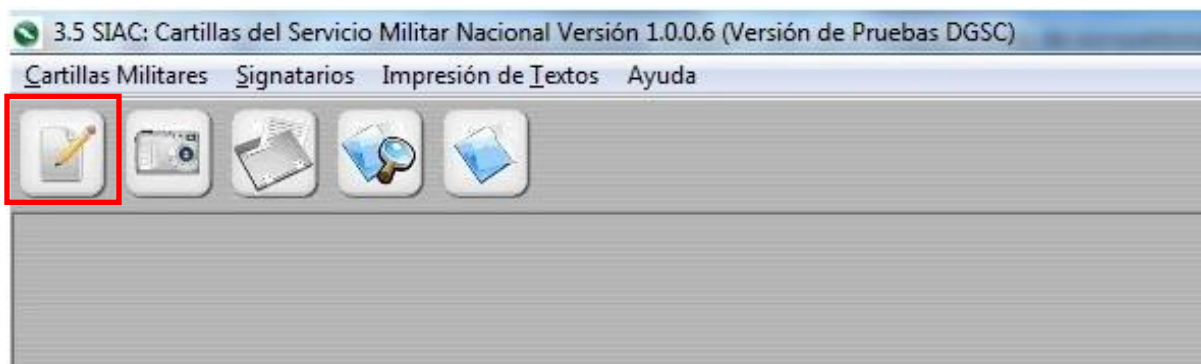 3.5 SIAC: Cartillas del Servicio Militar Nacional Versión 1.0.0.6 (Versión de Pruebas DGSC)
Cartillas Militares Signatarios Impresión de Textos Ayuda